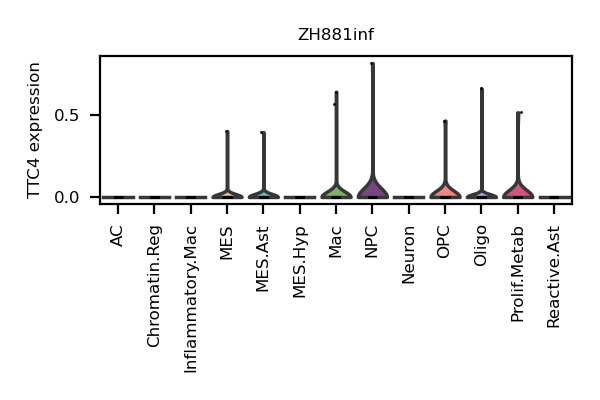 ZH881inf
TTC4 expression
0.5
0.0
AC
Chromatin.Reg
Inflammatory.Mac
MES
MES.Ast
MES.Hyp
Mac
NPC
Neuron
OPC
Oligo
Prolif.Metab
Reactive.Ast